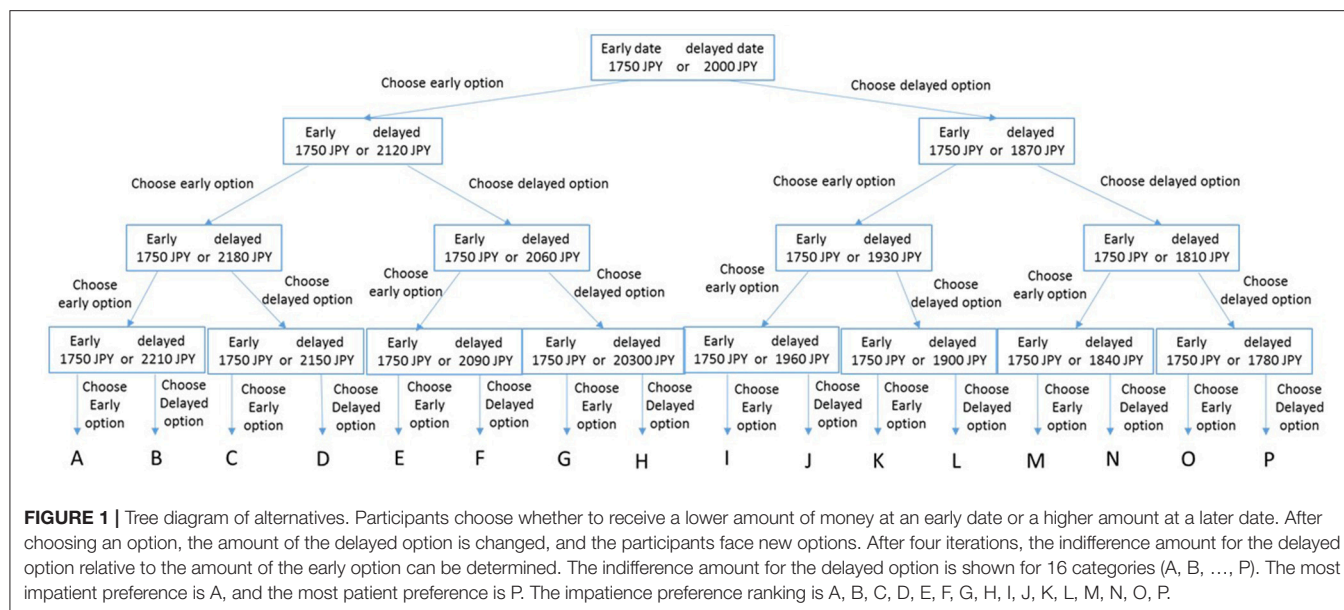 Early date delayed date
1750 JPY or 2000 JPY
Choose early option
Choose delayed option
Early delayed
1750 JPY or 2120 JPY
Early delayed
1750 JPY or 1870 JPY
Choose early option
Choose delayed option
Choose early option
Choose delayed option
Early delayed
1750 JPY or 2180 JPY
Early delayed
1750 JPY or 2060 JPY
Early delayed
1750 JPY or 1930 JPY
Early delayed
1750 JPY or 1810 JPY
Choose
early option
Choose
delayed option
Choose
early option
Choose
delayed option
Choose
early option
Choose
delayed option
Choose
early option
Choose
delayed option
Early delayed
1750 JPY or 2210 JPY
Early delayed
1750 JPY or 2150 JPY
Early delayed
1750 JPY or 2090 JPY
Early delayed
1750 JPY or 20300 JPY
Early delayed
1750 JPY or 1960 JPY
Early delayed
1750 JPY or 1900 JPY
Early delayed
1750 JPY or 1840 JPY
Early delayed
1750 JPY or 1780 JPY
Choose
Early
option
Choose
Delayed
option
Choose
Early
option
Choose
Delayed
option
Choose
Early
option
Choose
Delayed
option
Choose
Early
option
Choose
Delayed
option
Choose
Early
option
Choose
Delayed
option
Choose
Early
option
Choose
Delayed
option
Choose
Early
option
Choose
Delayed
option
Choose
Early
option
Choose
Delayed
option
A B C D E F G H I J K L M N O P
FIGURE 1 | Tree diagram of alternatives. Participants choose whether to receive a lower amount of money at an early date or a higher amount at a later date. After
choosing an option, the amount of the delayed option is changed, and the participants face new options. After four iterations, the indifference amount for the delayed
option relative to the amount of the early option can be determined. The indifference amount for the delayed option is shown for 16 categories (A, B, ..., P). The most
impatient preference is A, and the most patient preference is P. The impatience preference ranking is A, B, C, D, E, F, G, H, I, J, K, L, M, N, O, P.